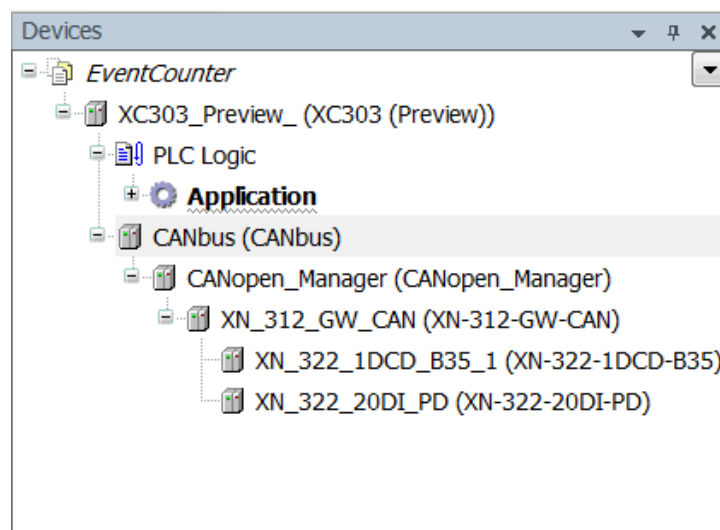 Devices
EventCounter
XC303_Preview_ (XC303 (Preview))
PLC Logic
Application
CANbus (CANbus)
CANopen_Manager (CANopen_Manager)
XN_312_GW_CAN (XN-312-GW-CAN)
XN_322_1DCD_B35_1 (XN-322-1DCD-B35)
XN_322_20DI_PD (XN-322-20DI-PD)